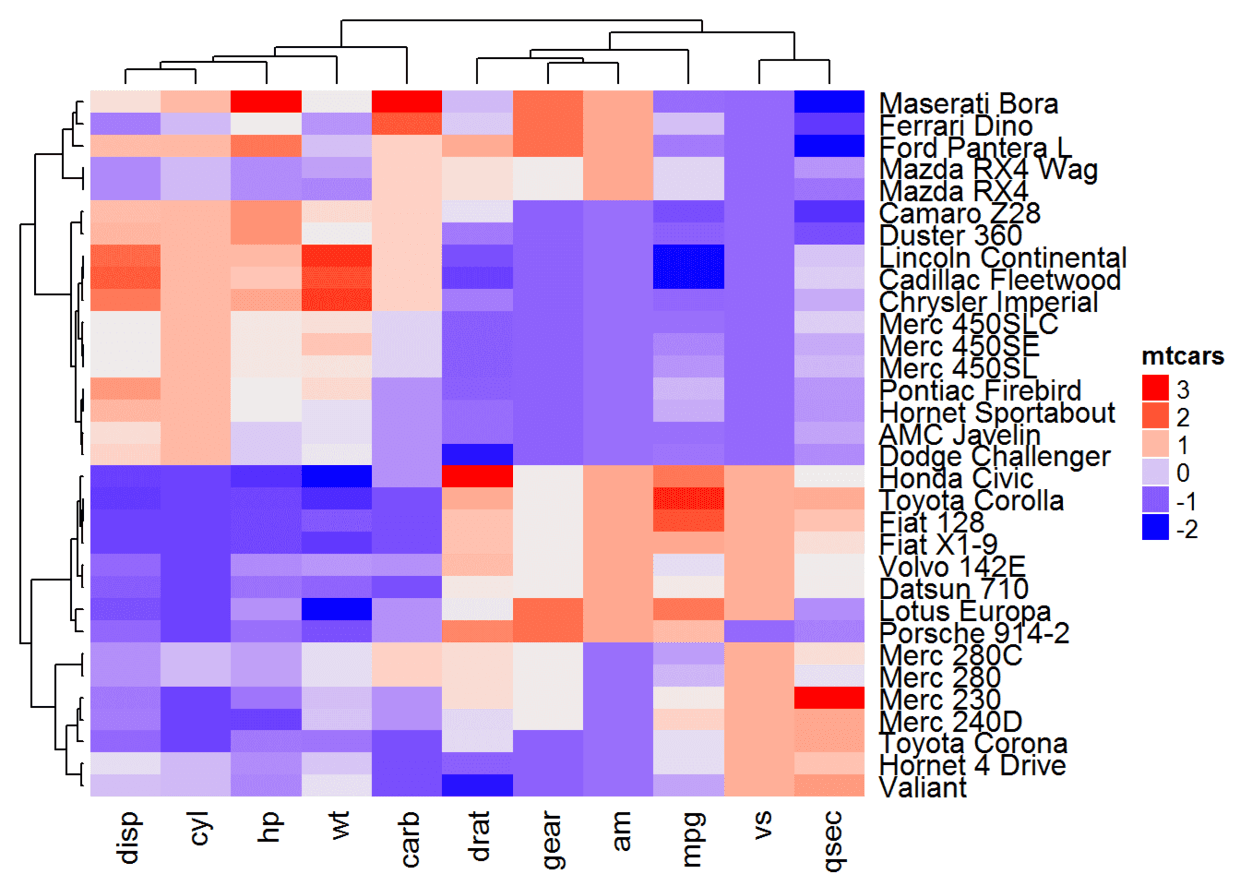 Maserati Bora
Ferrari Dino
Ford Pantera L
Mazda RX4 Wag
Mazda RX4
Camaro Z28
Duster 360
Lincoln Continental
Cadillac Fleetwood
Chrysler Imperial
Merc 450SLC
Merc 450SE
Merc 450SL
Pontiac Firebird
Hornet Sportabout
AMC Javelin
Dodge Challenger
Honda Civic
Toyota Corolla
Fiat 128
Fiat X1-9
Volvo 142E
Datsun 710
Lotus Europa
Porsche 914-2
Merc 280C
Merc 280
Merc 230
Merc 240D
Toyota Corona
Hornet 4 Drive
Valiant
mtcars
3
2
1
0
-1
-2
disp
cyl
hp
wt
carb
drat
gear
am
mpg
vs
qsec